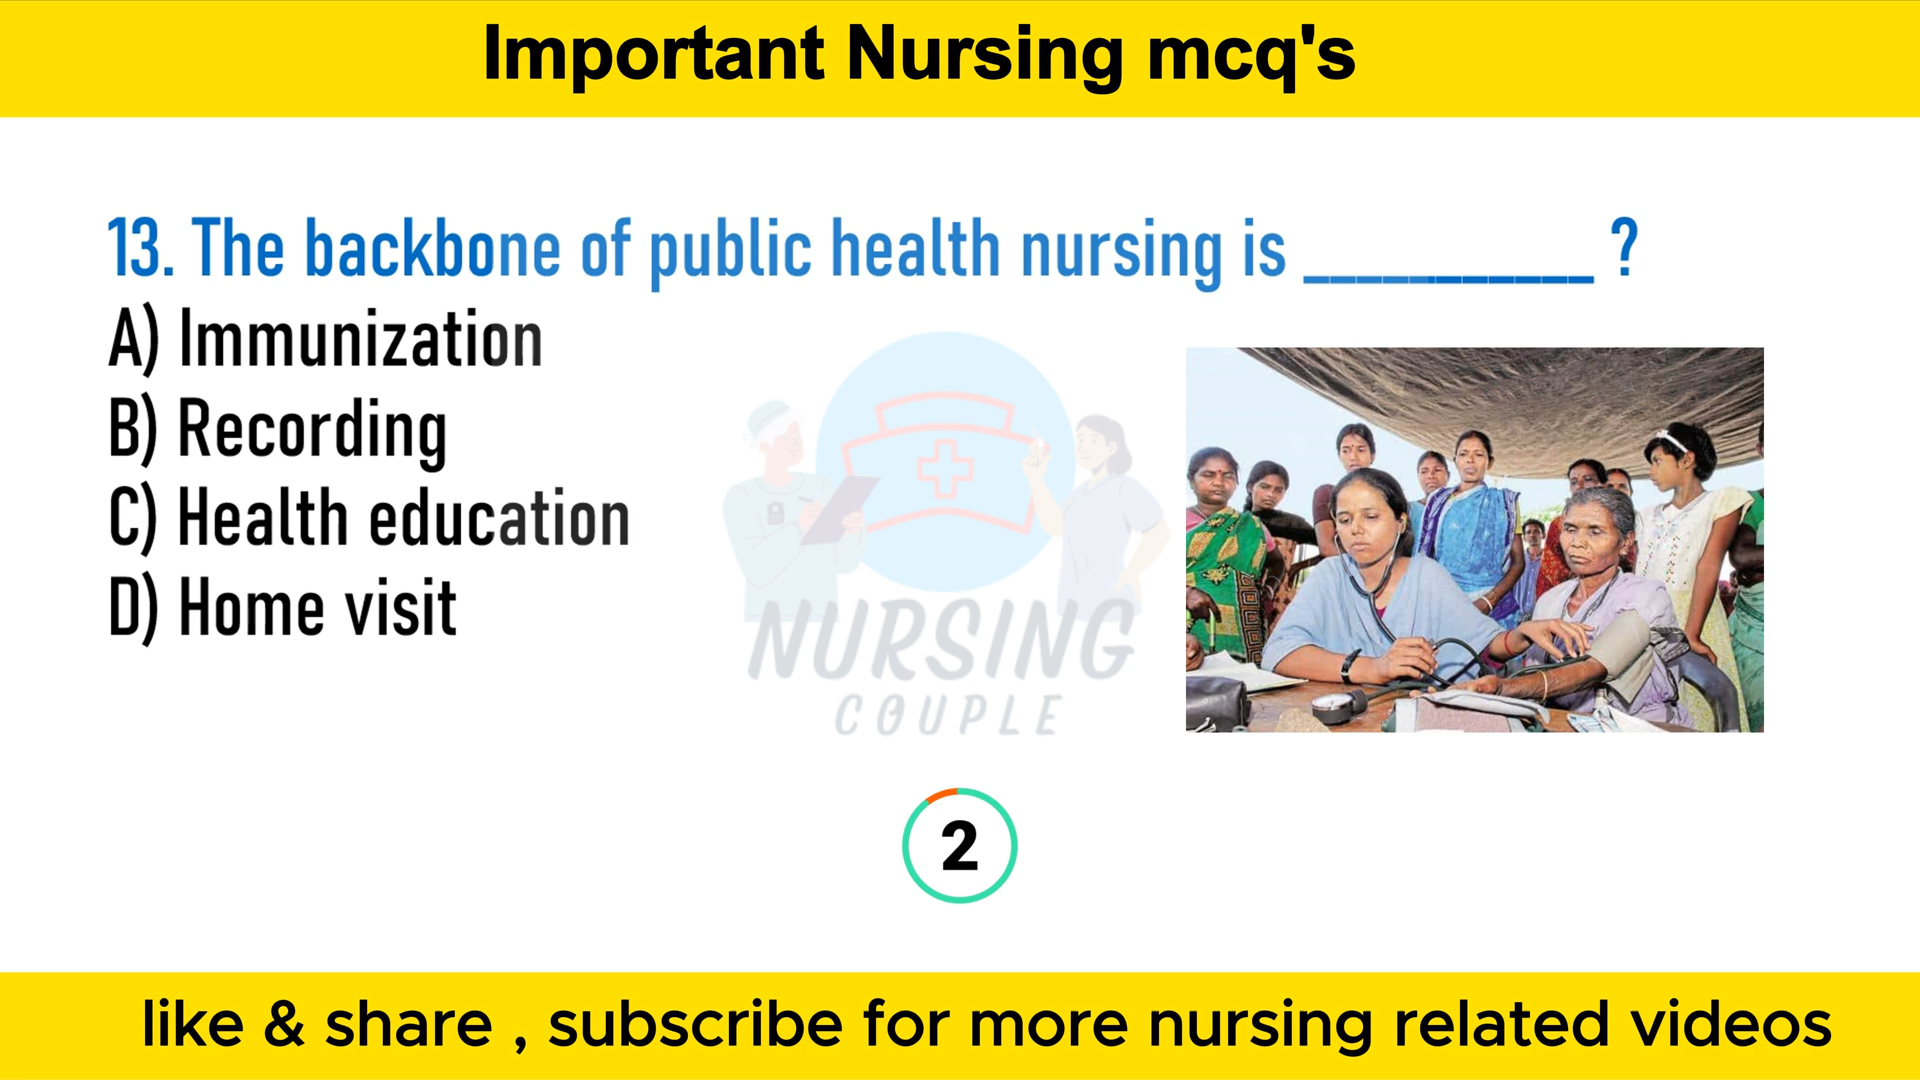 Important Nursing mcq's
13. The backbone of public health nursing is ___________ ?
A) Immunization
B) Recording
C) Health education
D) Home visit
NURSING
COUPLE
2
like & share , subscribe for more nursing related videos